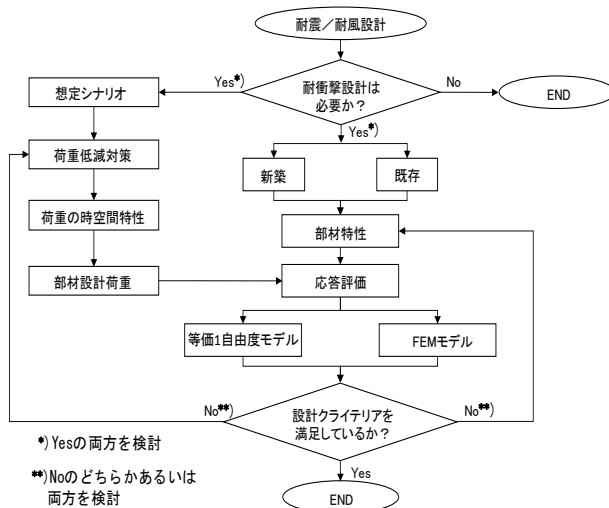 耐震／耐風設計
耐衝撃設計は
必要か？
Yes*)
No
END
想定シナリオ
Yes*)
荷重低減対策
新築
既存
荷重の時空間特性
部材特性
部材設計荷重
応答評価
等価1自由度モデル
FEMモデル
No**)
設計クライテリアを
満足しているか？
No**)
*) Yesの両方を検討
**)Noのどちらかあるいは
両方を検討
Yes
END